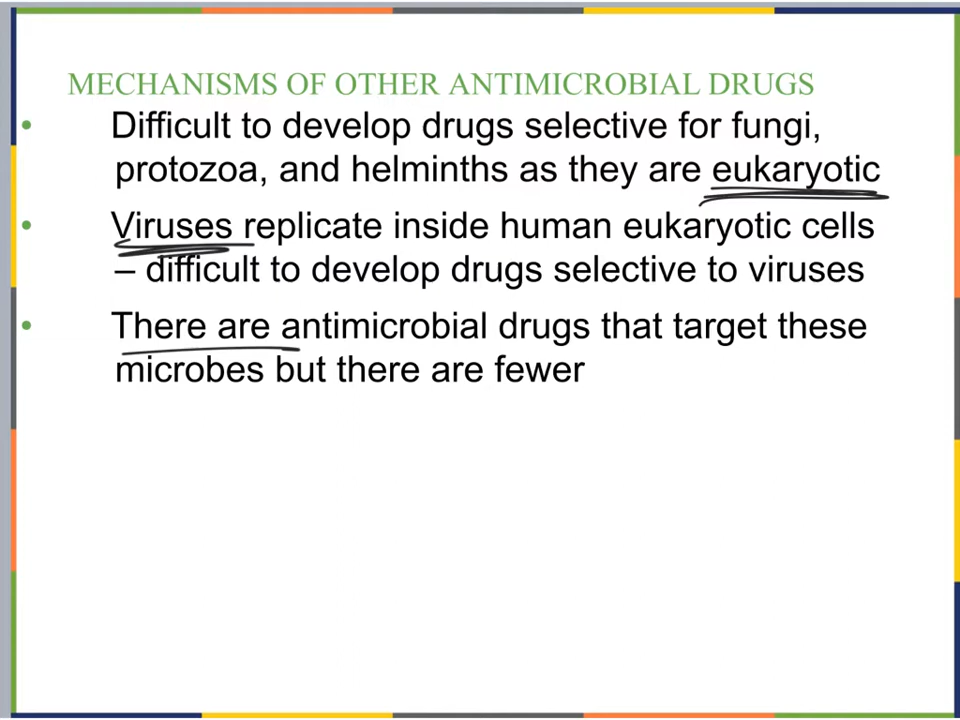 MECHANISMS OF OTHER ANTIMICROBIAL DRUGS
• Difficult to develop drugs selective for fungi,
protozoa, and helminths as they are eukaryotic
• Viruses replicate inside human eukaryotic cells
– difficult to develop drugs selective to viruses
• There are antimicrobial drugs that target these
microbes but there are fewer